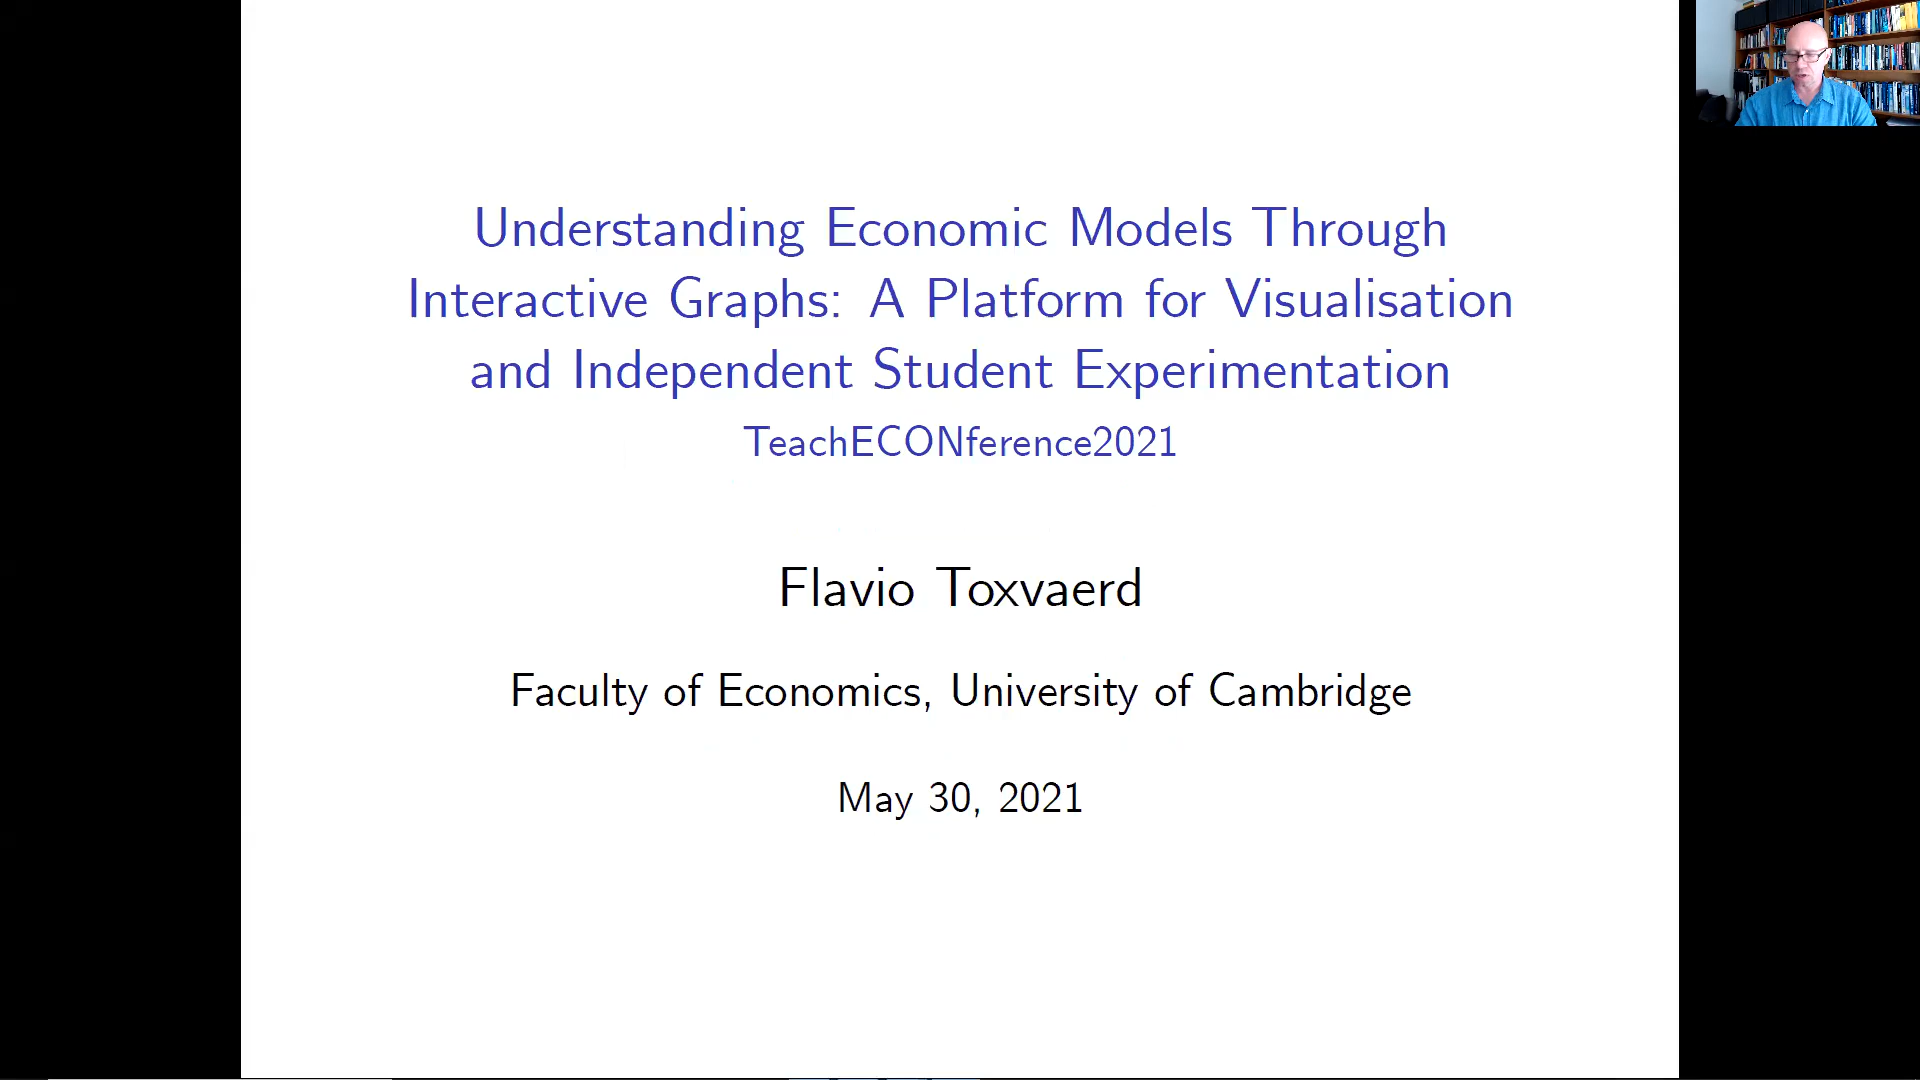 Understanding Economic Models Through
Interactive Graphs: A Platform for Visualisation
and Independent Student Experimentation
TeachECONference2021
Flavio Toxvaerd
Faculty of Economics, University of Cambridge
May 30, 2021